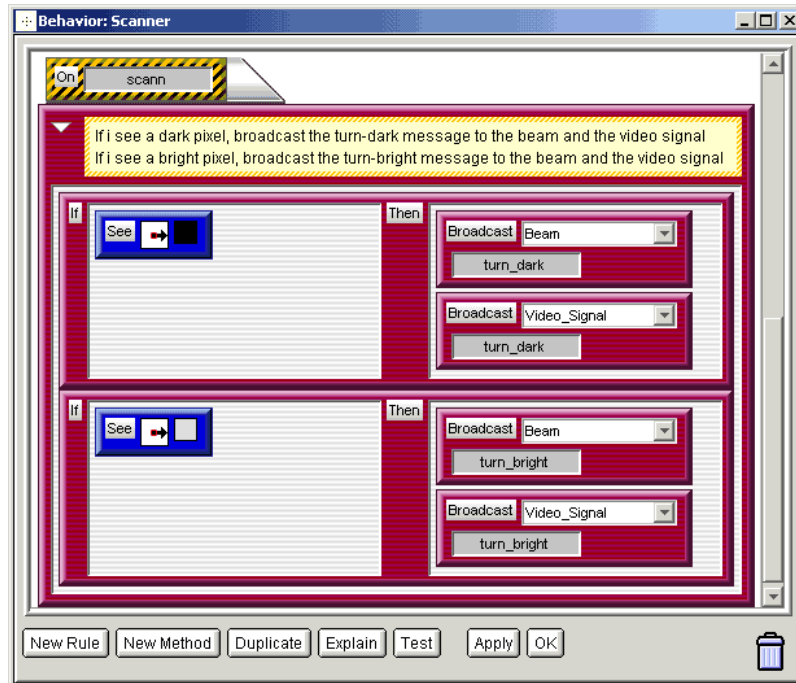 Behavior: Scanner
On scann
If i see a dark pixel, broadcast the turn-dark message to the beam and the video signal
If i see a bright pixel, broadcast the turn-bright message to the beam and the video signal
If
See
Then
Broadcast Beam
turn_dark
Broadcast Video_Signal
turn_dark
If
See
Then
Broadcast Beam
turn_bright
Broadcast Video_Signal
turn_bright
New Rule New Method Duplicate Explain Test Apply OK